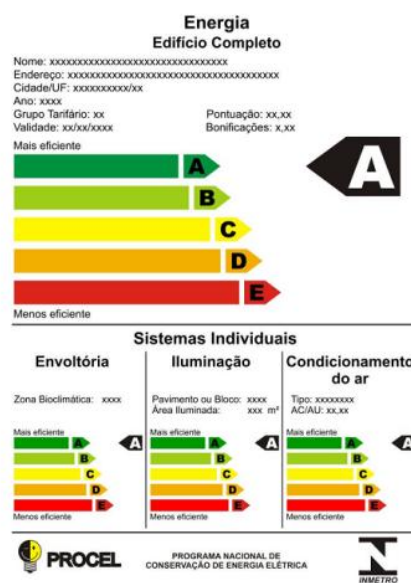 Energia
Edifício Completo
Nome: xxxxxxxxxxxxxxxxxxxxxxxxxxxxxxxxx
Endereço: xxxxxxxxxxxxxxxxxxxxxxxxxxxxxxxxxxxxxxx
Cidade/UF: xxxxxxxxxx/xx
Ano: xxxx
Grupo Tarifário: xx Pontuação: xx,xx
Validade: xx/xx/xxxx Bonificações: x,xx
Mais eficiente
A A
B
C
D
E
Menos eficiente
Sistemas Individuais
Envoltória
Zona Bioclimática: xxxx
Mais eficiente
A A
B
C
D
E
Menos eficiente
Iluminação
Pavimento ou Bloco: xxxx
Área Iluminada: xxx m²
Mais eficiente
A A
B
C
D
E
Menos eficiente
Condicionamento
do ar
Tipo: xxxxxxxx
AC/AU: xx,xx
Mais eficiente
A A
B
C
D
E
Menos eficiente
PROCEL
PROGRAMA NACIONAL DE
CONSERVAÇÃO DE ENERGIA ELÉTRICA
INMETRO